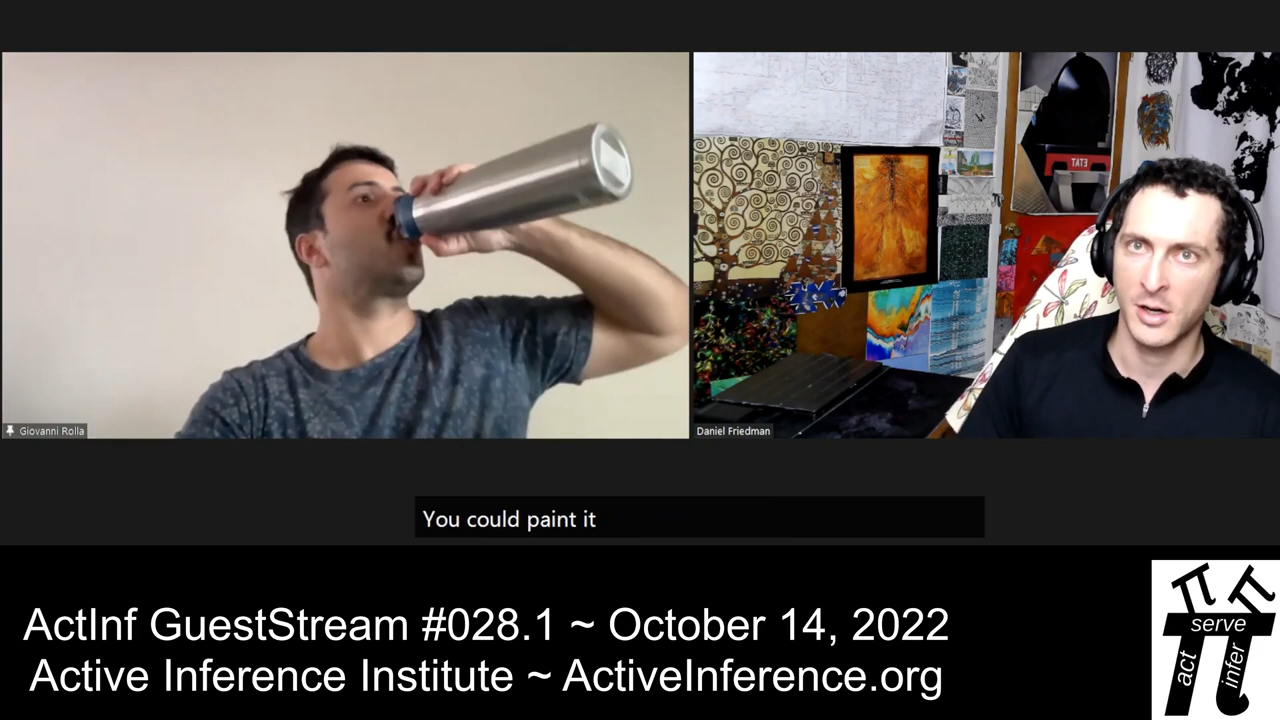 ETAT
Giovanni Rolla
Daniel Friedman
You could paint it
ActInf GuestStream #028.1 ~ October 14, 2022
Active Inference Institute ~ ActiveInference.org
serve
act
infer